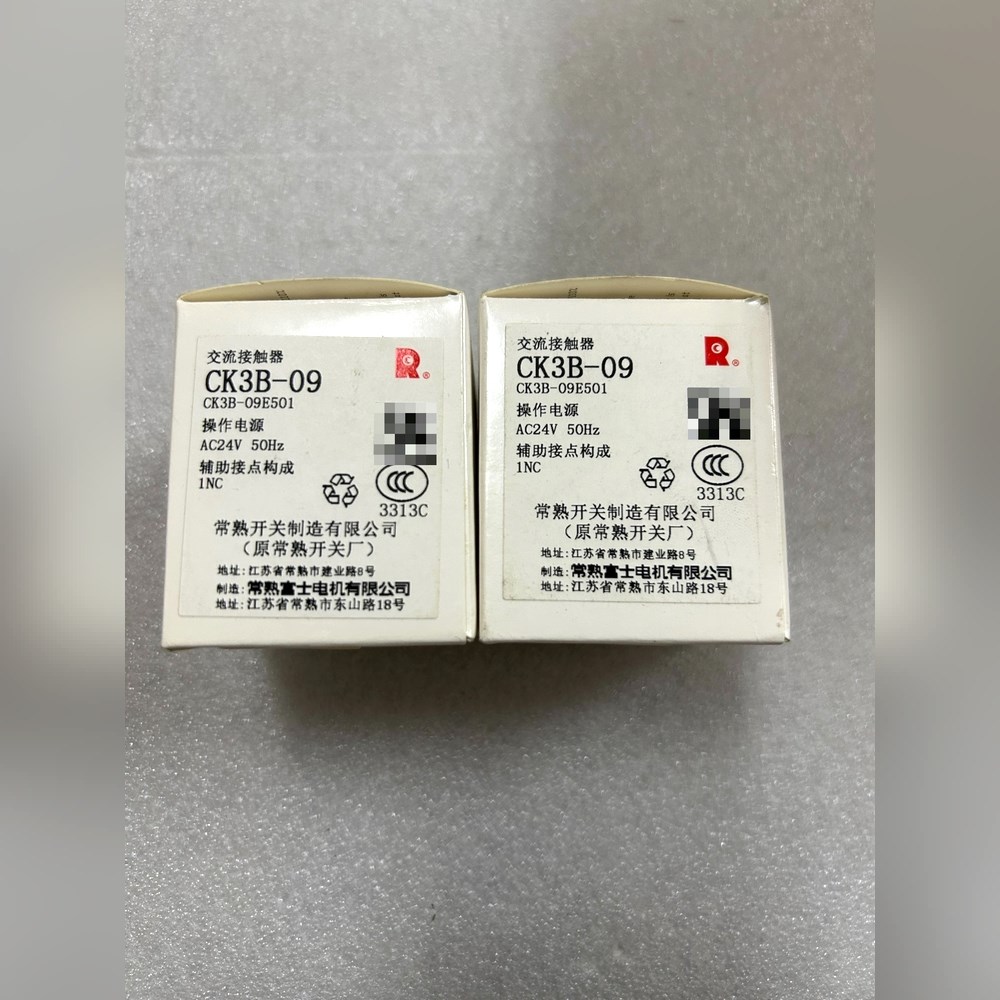 交流接触器
CK3B-09
CK3B-09E501
操作电源
AC24V 50Hz
辅助接点构成
1NC
R®
CCC
3313C
常熟开关制造有限公司
（原常熟开关厂）
地址:江苏省常熟市建业路8号
制造:常熟富士电机有限公司
地址:江苏省常熟市东山路18号
交流接触器
CK3B-09
CK3B-09E501
操作电源
AC24V 50Hz
辅助接点构成
1NC
R®
CCC
3313C
常熟开关制造有限公司
（原常熟开关厂）
地址:江苏省常熟市建业路8号
制造:常熟富士电机有限公司
地址:江苏省常熟市东山路18号